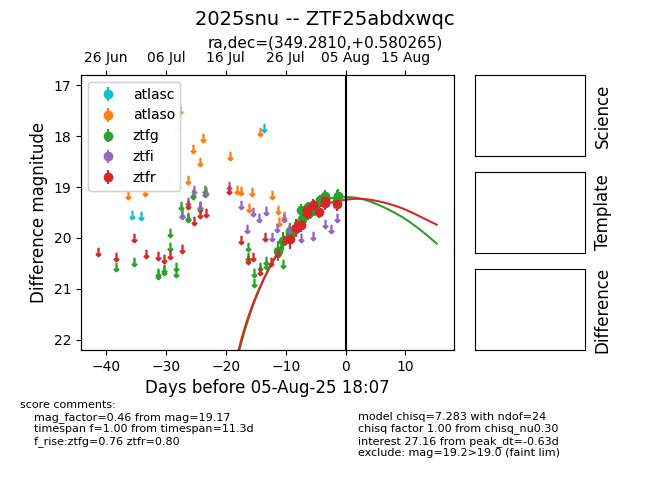 2025snu -- ZTF25abdxwqc
ra,dec=(349.2810,+0.580265)
26 Jun 06 Jul 16 Jul 26 Jul 05 Aug 15 Aug
17
18
19
20
21
22
Difference magnitude
atlasc
atlaso
ztfg
ztfi
ztfr
−40 −30 −20 −10 0 10
Days before 05-Aug-25 18:07
Science
Template
Difference
score comments:
mag_factor=0.46 from mag=19.17
timespan f=1.00 from timespan=11.3d
f_rise:ztfg=0.76 ztfr=0.80
model chisq=7.283 with ndof=24
chisq factor 1.00 from chisq_nu0.30
interest 27.16 from peak_dt=-0.63d
exclude: mag=19.2>19.0 (faint lim)